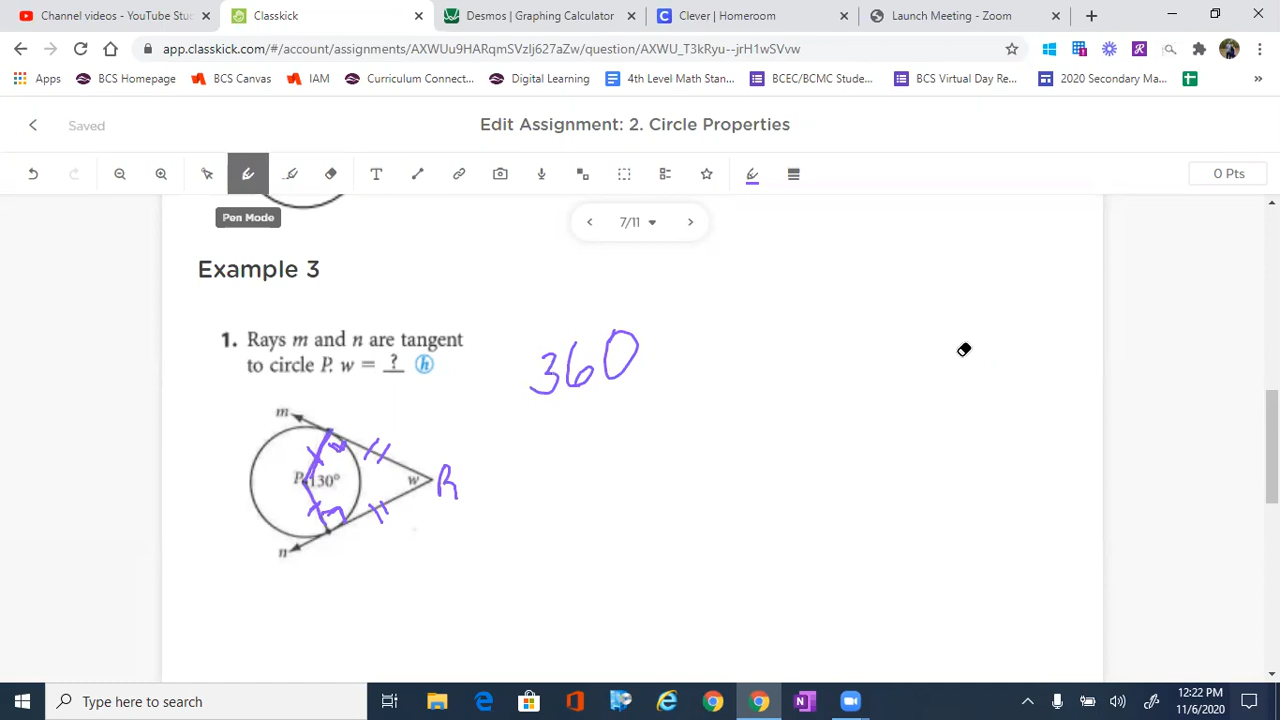 Channel videos - YouTube Stu
Classkick
Desmos | Graphing Calculator
Clever | Homeroom
Launch Meeting - Zoom
app.classkick.com/#/account/assignments/AXWUu9HARqmSVzIj627aZw/question/AXWU_T3kRyu--jrH1wSVvw
Apps
BCS Homepage
BCS Canvas
IAM
Curriculum Connect...
Digital Learning
4th Level Math Stan...
BCEC/BCMC Stude...
BCS Virtual Day Re...
2020 Secondary Ma...
Saved
Edit Assignment: 2. Circle Properties
0 Pts
Pen Mode
7/11
Example 3
1. Rays m and n are tangent
to circle P. w = ? h
360
m
P 130° w R
n
Type here to search
12:22 PM
11/6/2020